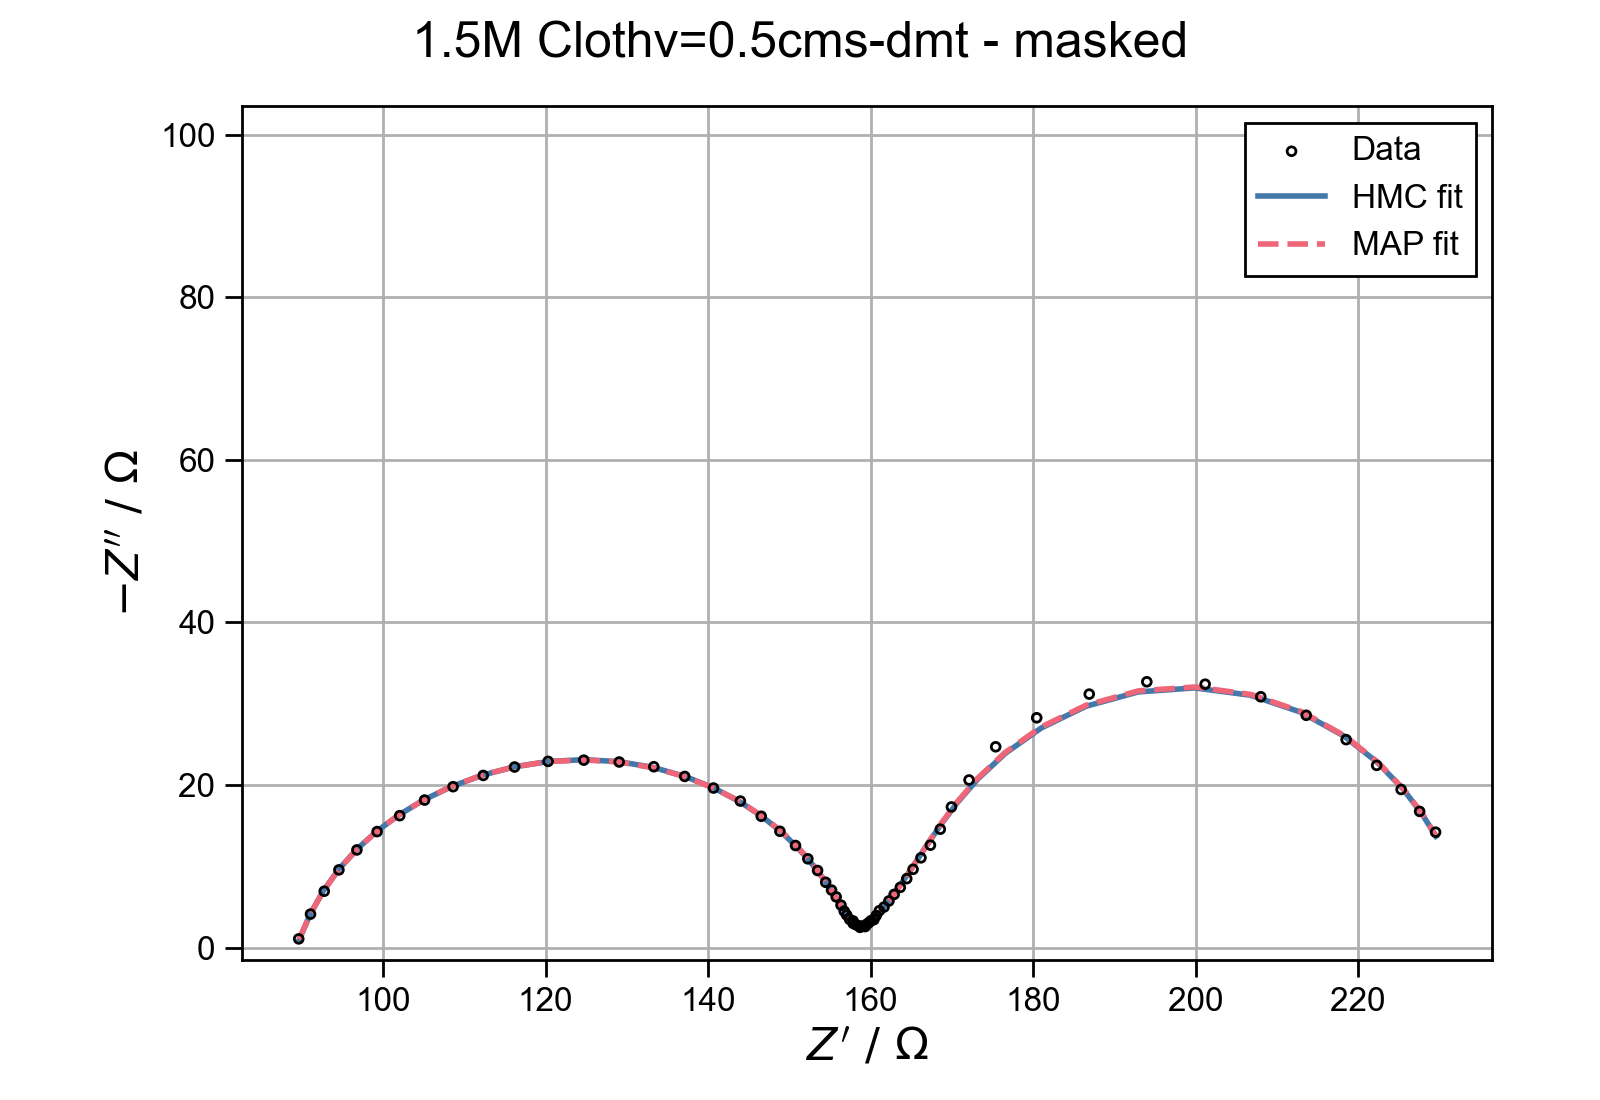 1.5M Clothv=0.5cms-dmt - masked
100
80
60
40
20
0
−Z′′ / Ω
Data
HMC fit
MAP fit
100 120 140 160 180 200 220
Z′ / Ω